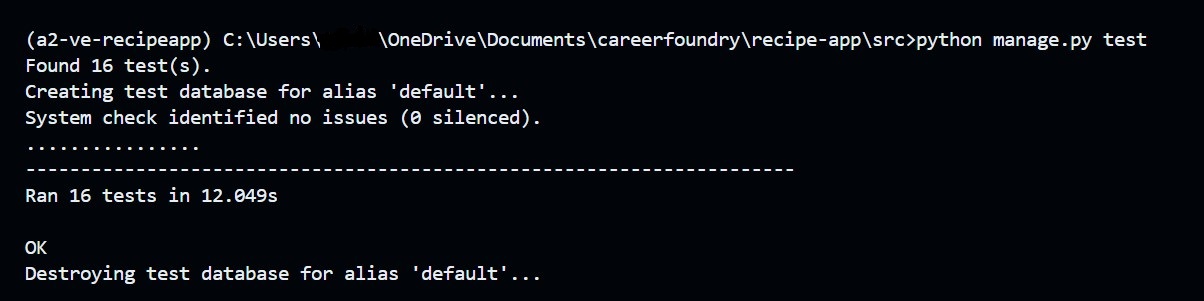 (a2-ve-recipeapp) C:\Users\ \OneDrive\Documents\careerfoundry\recipe-app\src>python manage.py test
Found 16 test(s).
Creating test database for alias 'default'...
System check identified no issues (0 silenced).
................
----------------------------------------------------------------------
Ran 16 tests in 12.049s

OK
Destroying test database for alias 'default'...